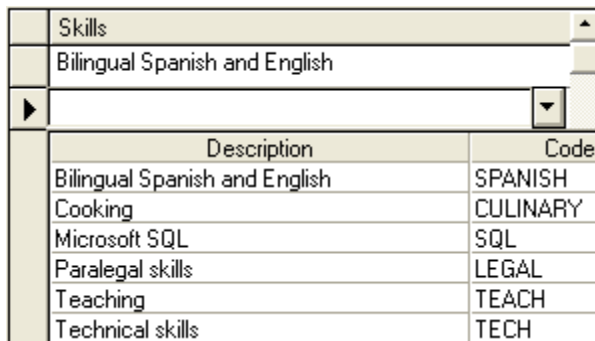 Skills
Bilingual Spanish and English
Description Code
Bilingual Spanish and English SPANISH
Cooking CULINARY
Microsoft SQL SQL
Paralegal skills LEGAL
Teaching TEACH
Technical skills TECH